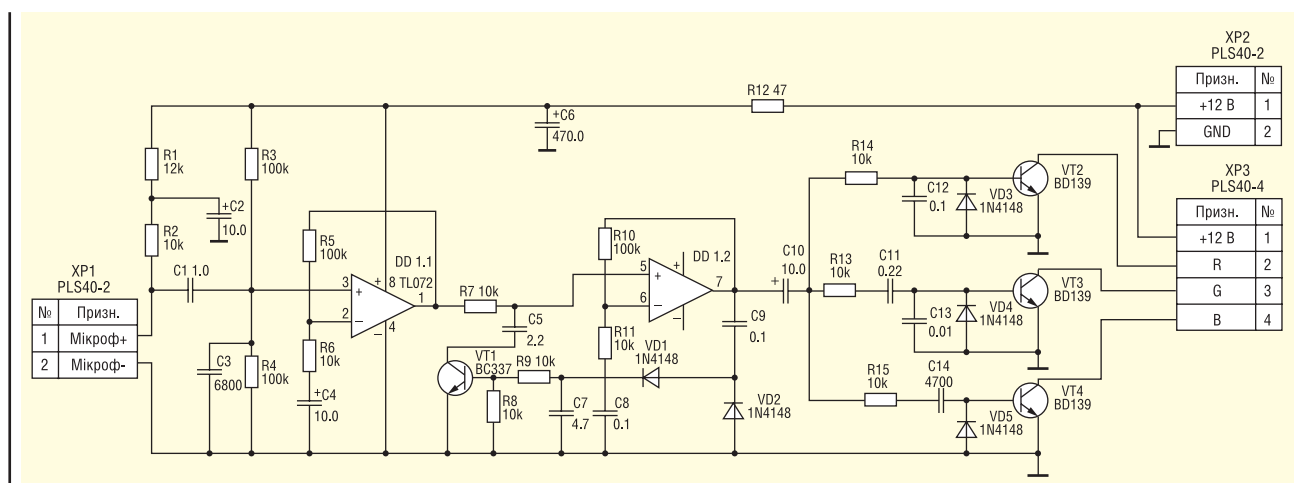 XP2
PLS40-2
Призн. №
+12 В 1
GND 2
R12 47
+C6
470.0
R1
12k
R3
100k
+C2
10.0
R2
10k
R14
10k
C12
0.1
VD3
1N4148
VT2
BD139
XP3
PLS40-4
Призн. №
+12 В 1
R 2
G 3
B 4
XP1
PLS40-2
№ Призн.
1 Мікроф+
2 Мікроф-
C1 1.0
R5
100k
DD 1.1
TL072
3
+
+
8
1
2
–
–
4
R7 10k
R10
100k
DD 1.2
5
+
+
7
6
–
–
C10
10.0
+
R13
10k
C11
0.22
C13
0.01
VD4
1N4148
VT3
BD139
C3
6800
R4
100k
R6
10k
+C4
10.0
C5
2.2
VT1
BC337
R9 10k
R8
10k
C7
4.7
VD1
1N4148
R11
10k
C8
0.1
C9
0.1
VD2
1N4148
R15
10k
C14
4700
VD5
1N4148
VT4
BD139